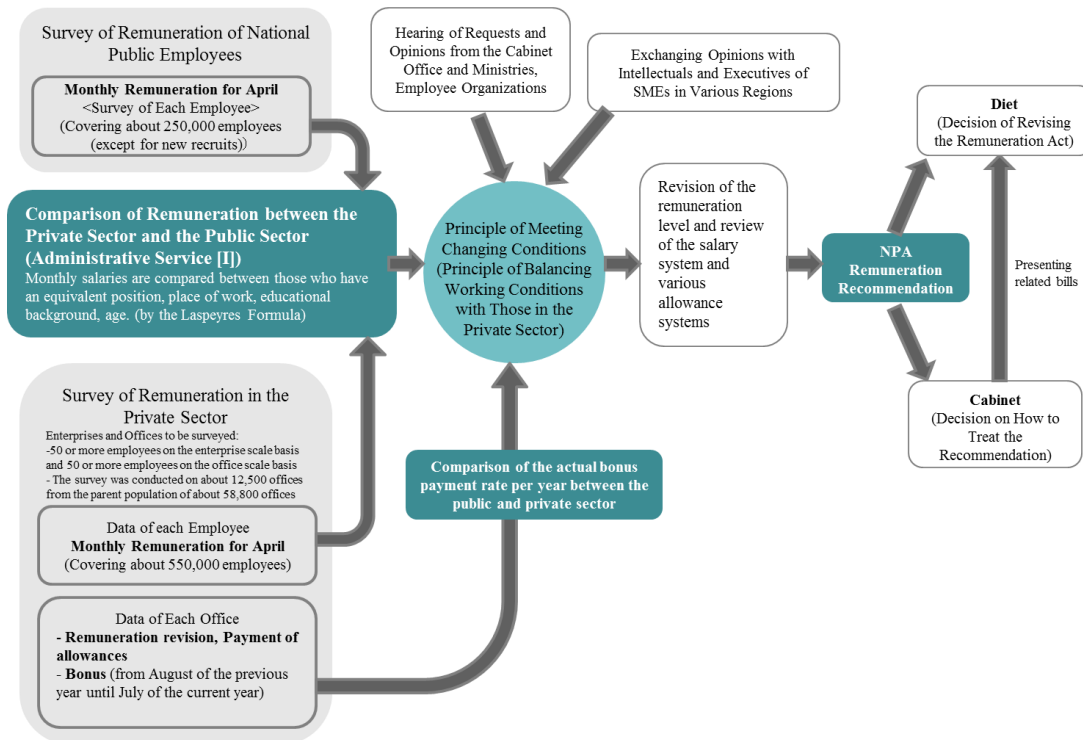 Survey of Remuneration of National
Public Employees
Monthly Remuneration for April
<Survey of Each Employee>
(Covering about 250,000 employees
(except for new recruits))
Hearing of Requests and
Opinions from the Cabinet
Office and Ministries,
Employee Organizations
Exchanging Opinions with
Intellectuals and Executives of
SMEs in Various Regions
Comparison of Remuneration between the
Private Sector and the Public Sector
(Administrative Service [I])
Monthly salaries are compared between those who have
an equivalent position, place of work, educational
background, age. (by the Laspeyres Formula)
Principle of Meeting
Changing Conditions
(Principle of Balancing
Working Conditions
with Those in the
Private Sector)
Revision of the
remuneration
level and review
of the salary
system and
various
allowance
systems
NPA
Remuneration
Recommendation
Diet
(Decision of Revising
the Remuneration Act)
Presenting
related bills
Cabinet
(Decision on How to
Treat the
Recommendation)
Survey of Remuneration in the
Private Sector
Enterprises and Offices to be surveyed:
-50 or more employees on the enterprise scale basis
and 50 or more employees on the office scale basis
- The survey was conducted on about 12,500 offices
from the parent population of about 58,800 offices
Data of each Employee
Monthly Remuneration for April
(Covering about 550,000 employees)
Data of Each Office
- Remuneration revision, Payment of
allowances
- Bonus (from August of the previous
year until July of the current year)
Comparison of the actual bonus
payment rate per year between the
public and private sector